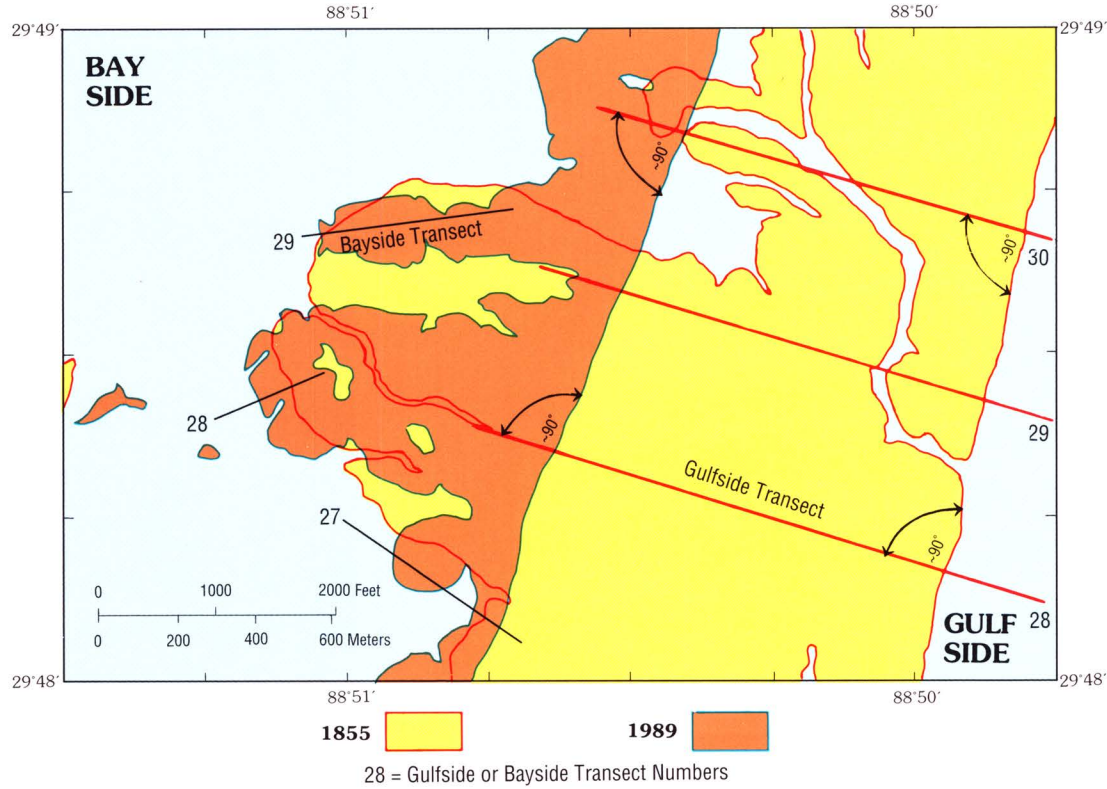 88°51′ 88°50′
29°49′ 29°49′
BAY
SIDE
~90°
29 Bayside Transect
~90°
30
28
~90°
29
Gulfside Transect
27
~90°
0 1000 2000 Feet
0 200 400 600 Meters
28
GULF
SIDE
29°48′ 29°48′
88°51′ 88°50′
1855 1989
28 = Gulfside or Bayside Transect Numbers